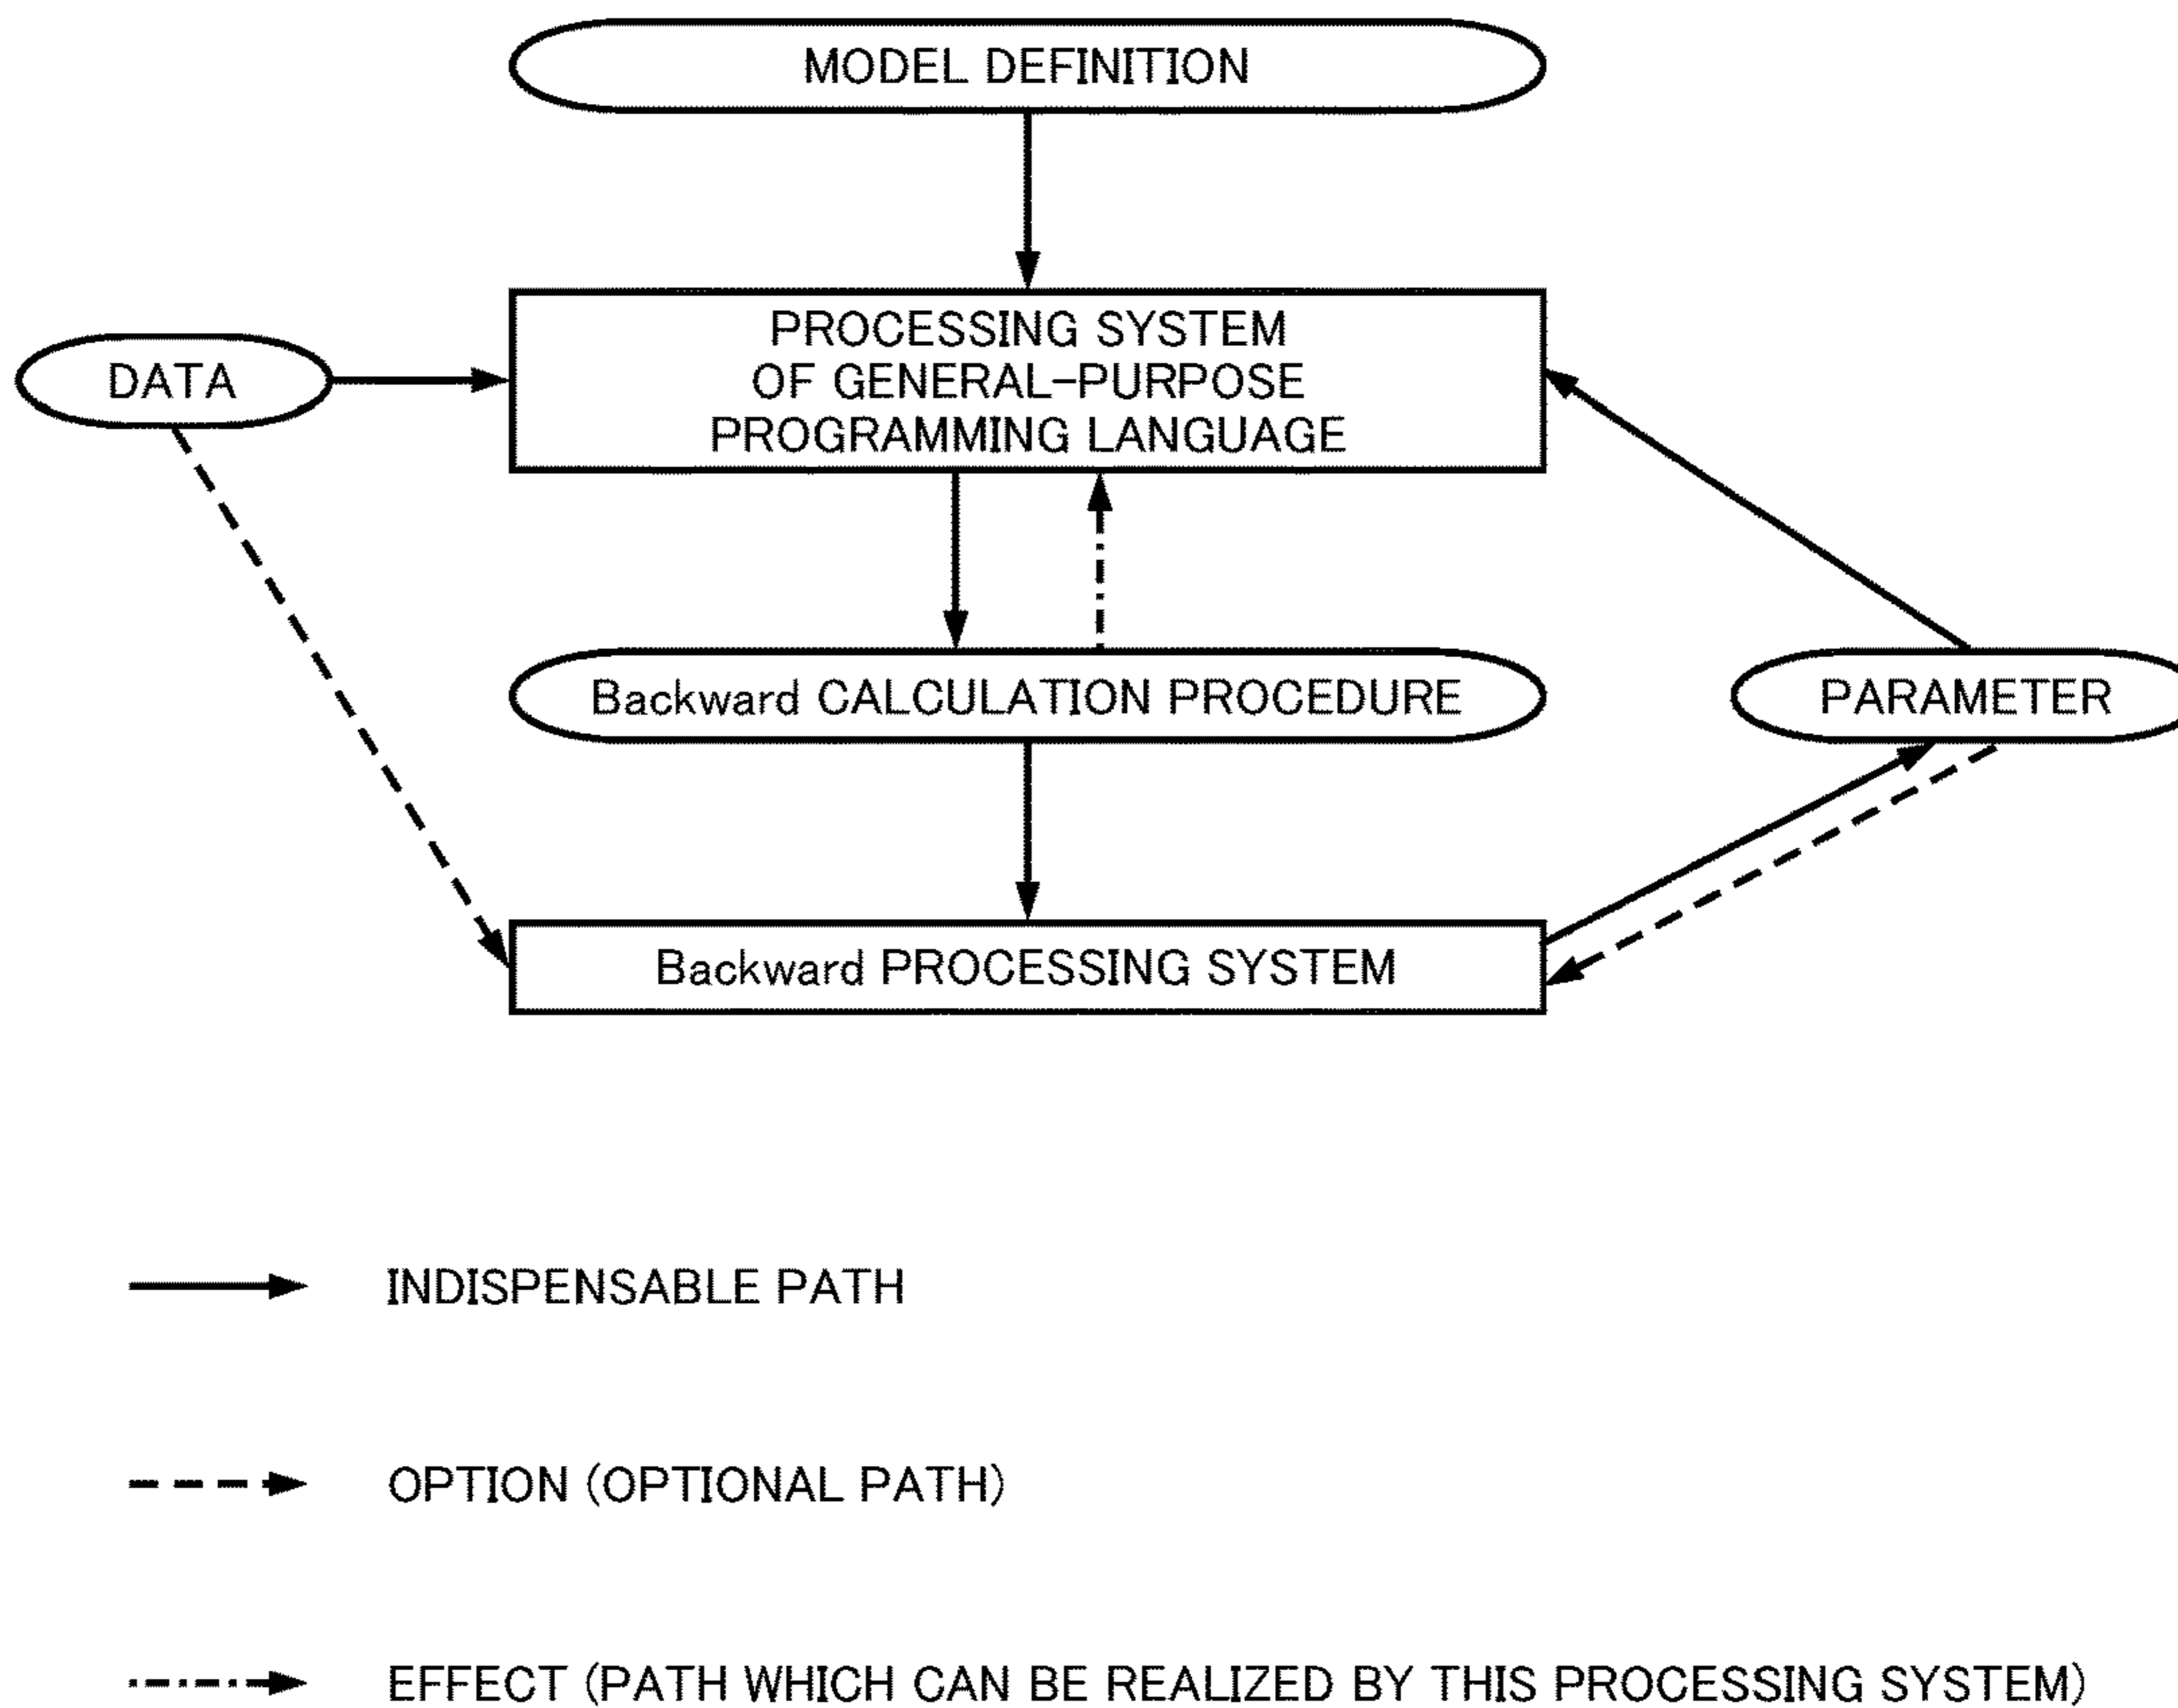 MODEL DEFINITION
PROCESSING SYSTEM
OF GENERAL-PURPOSE
PROGRAMMING LANGUAGE
DATA
Backward CALCULATION PROCEDURE
PARAMETER
Backward PROCESSING SYSTEM
INDISPENSABLE PATH
OPTION (OPTIONAL PATH)
EFFECT (PATH WHICH CAN BE REALIZED BY THIS PROCESSING SYSTEM)